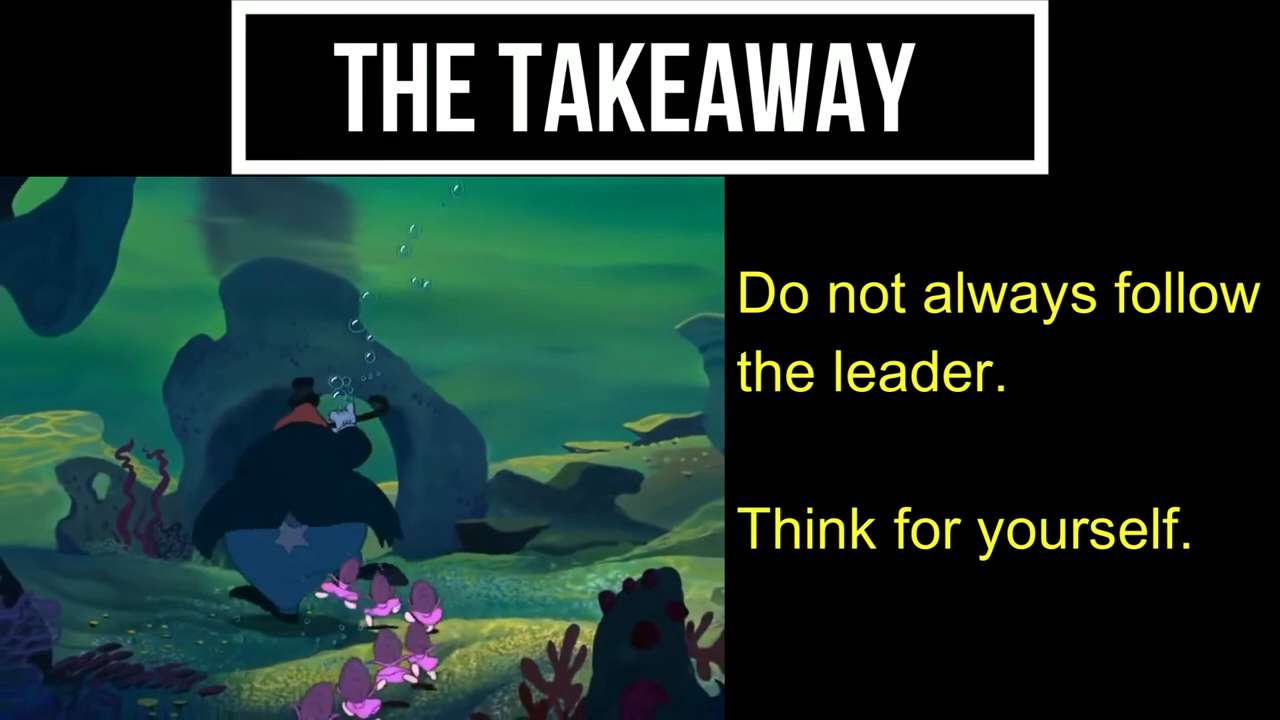 THE TAKEAWAY
Do not always follow
the leader.
Think for yourself.